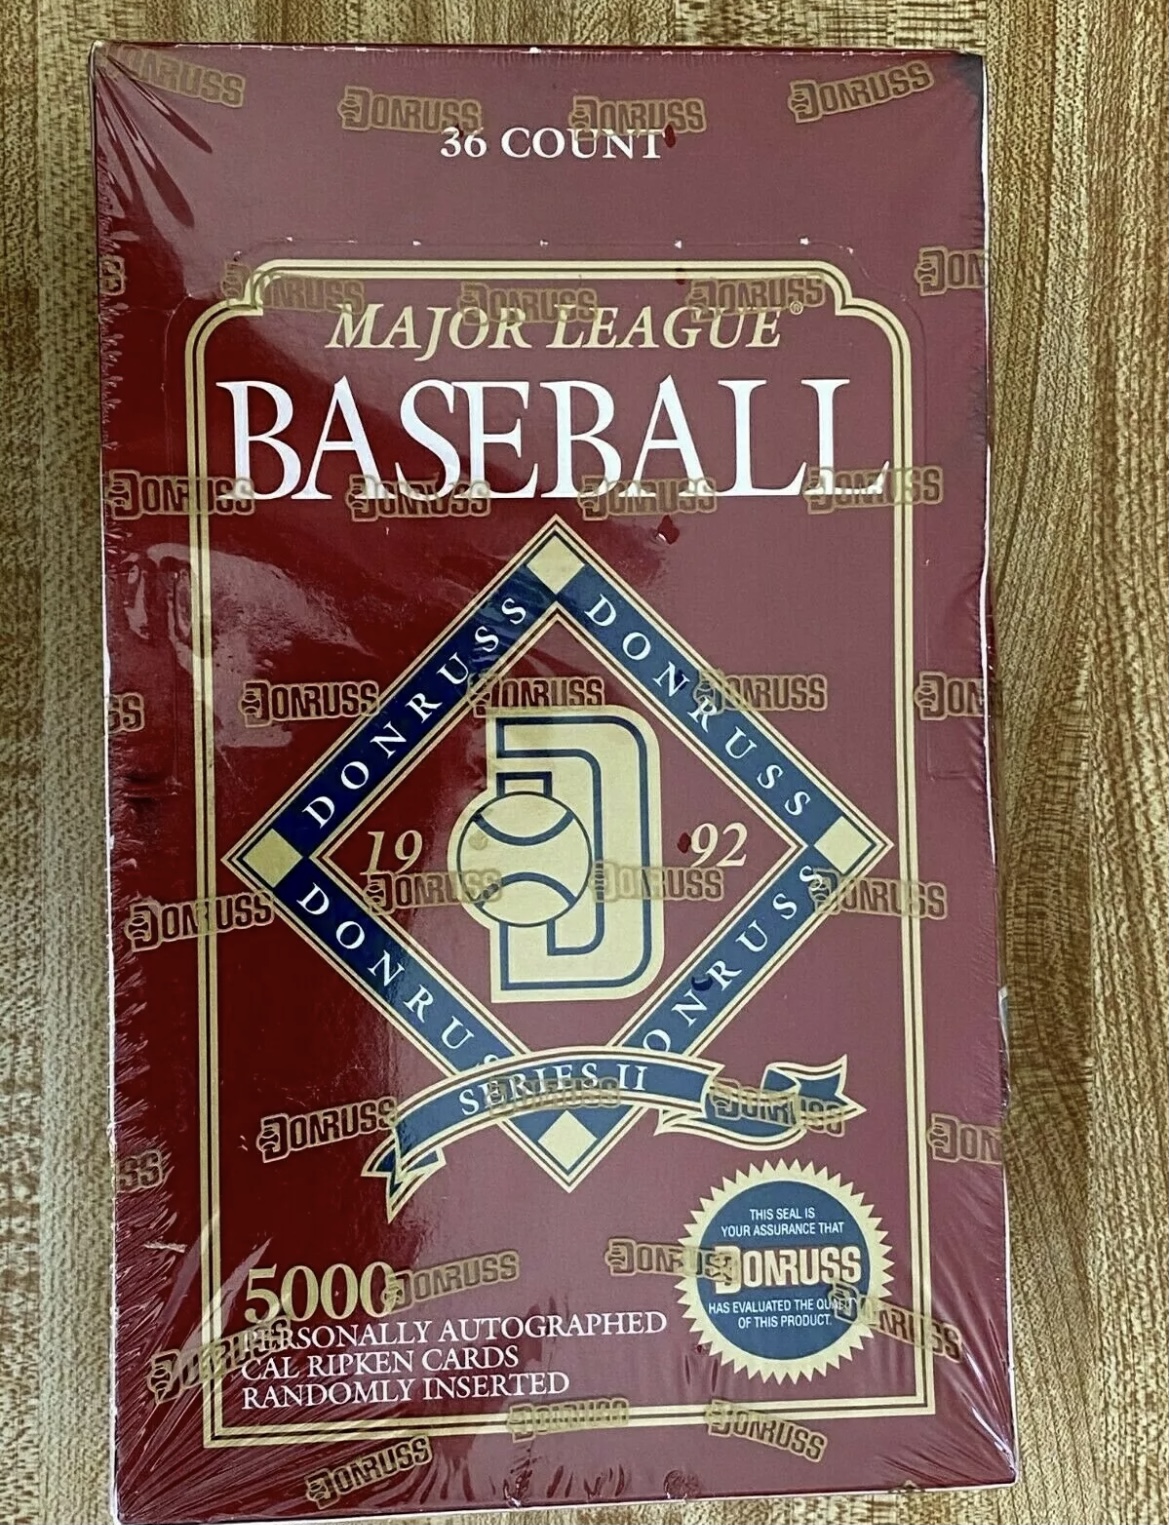 36 COUNT
MAJOR LEAGUE®
BASEBALL
DONRUSS
DONRUSS
19 92
DONRUSS
DONRUSS
SERIES II
5000
PERSONALLY AUTOGRAPHED
CAL RIPKEN CARDS
RANDOMLY INSERTED
THIS SEAL IS
YOUR ASSURANCE THAT
DONRUSS
HAS EVALUATED THE QUALITY
OF THIS PRODUCT.